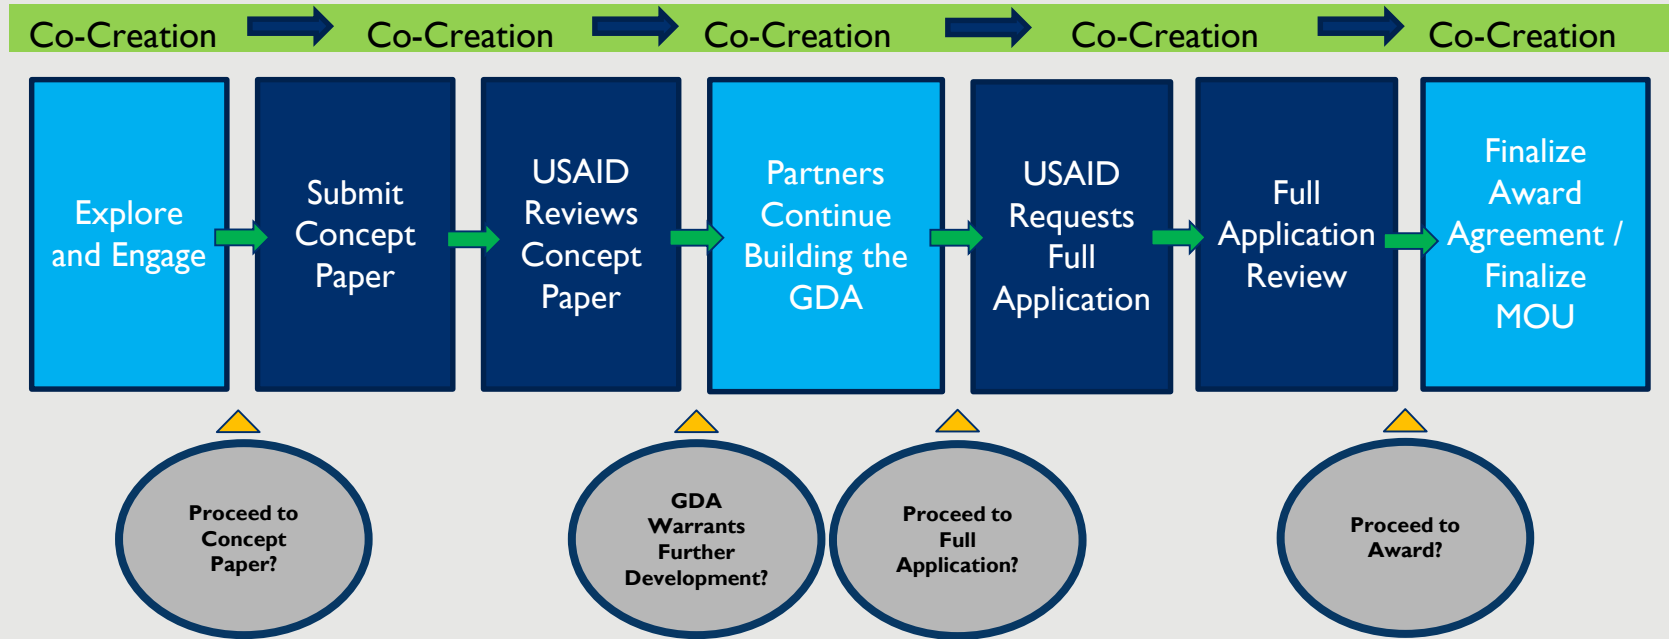 Co-Creation Co-Creation Co-Creation Co-Creation Co-Creation
Explore
and Engage
Submit
Concept
Paper
USAID
Reviews
Concept
Paper
Partners
Continue
Building the
GDA
USAID
Requests
Full
Application
Full
Application
Review
Finalize
Award
Agreement /
Finalize
MOU
Proceed to
Concept
Paper?
GDA
Warrants
Further
Development?
Proceed to
Full
Application?
Proceed to
Award?